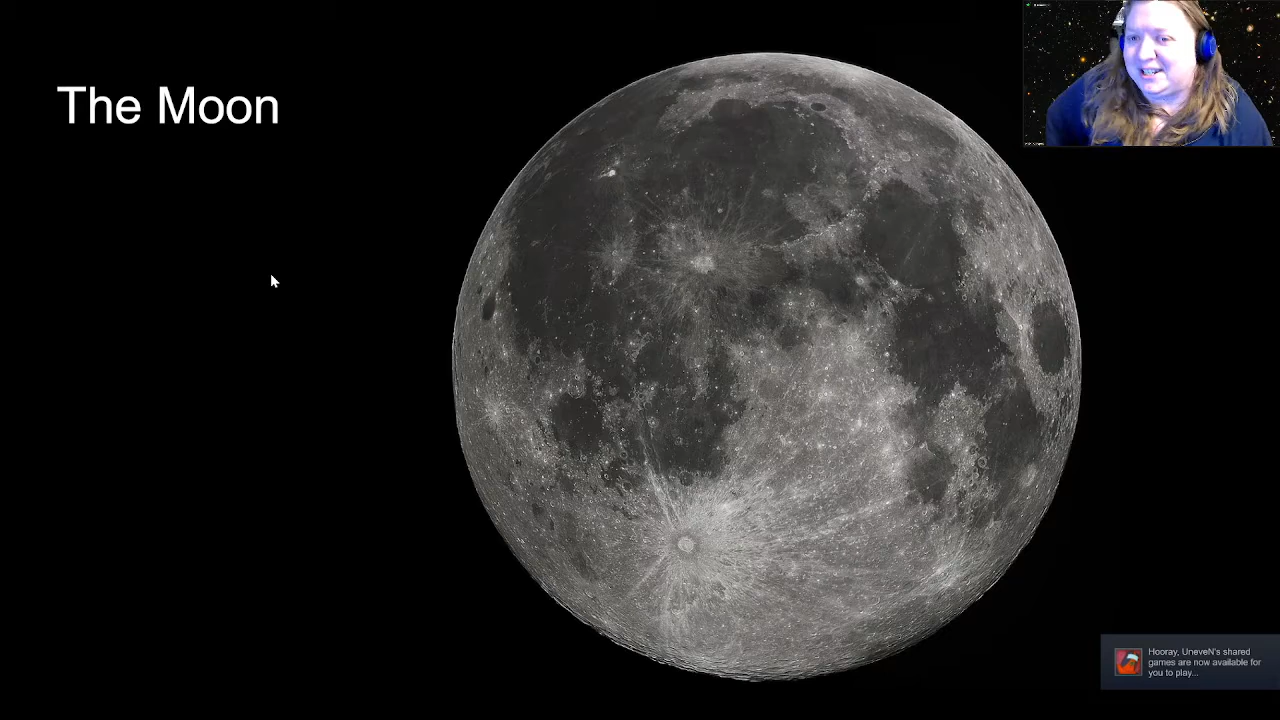 The Moon
Hooray, UneveN's shared
games are now available for
you to play...